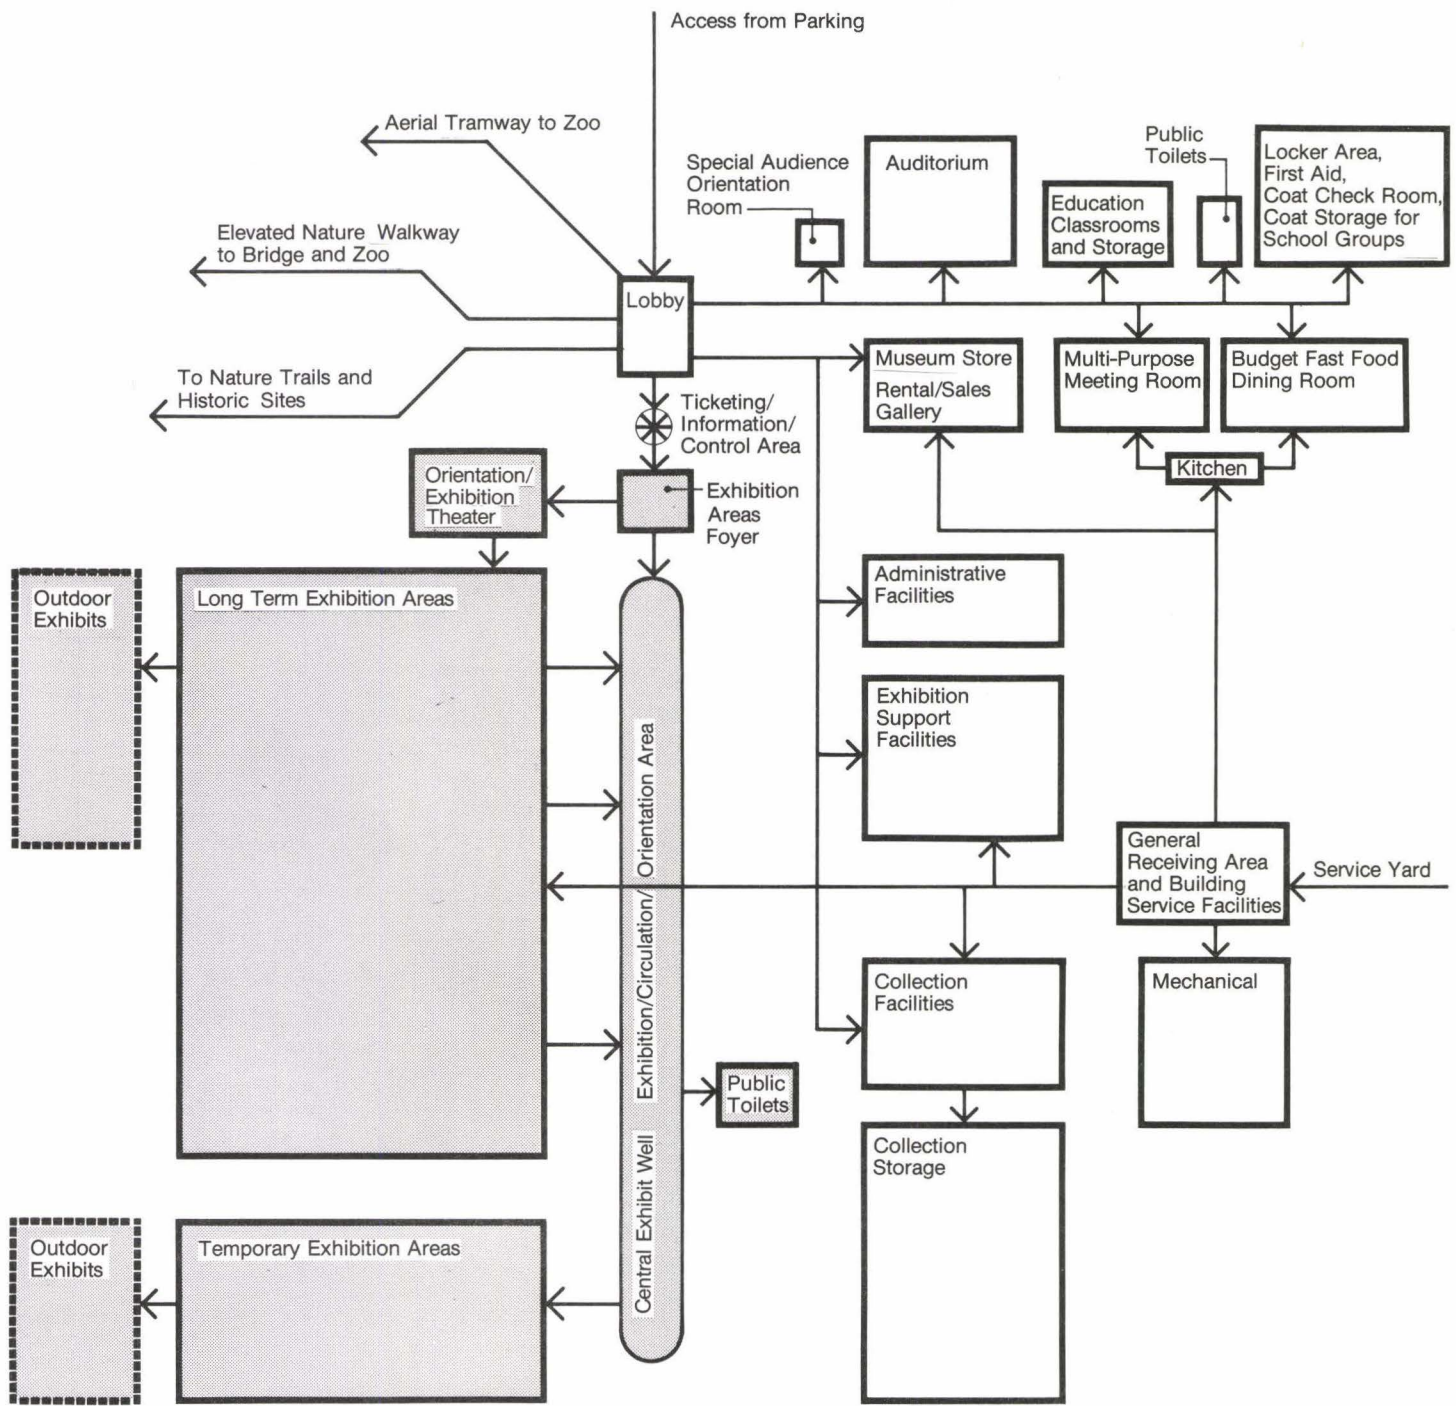 Access from Parking
Aerial Tramway to Zoo
Elevated Nature Walkway
to Bridge and Zoo
To Nature Trails and
Historic Sites
Lobby
Special Audience
Orientation
Room
Auditorium
Education
Classrooms
and Storage
Public
Toilets
Locker Area,
First Aid,
Coat Check Room,
Coat Storage for
School Groups
Museum Store
Rental/Sales
Gallery
Multi-Purpose
Meeting Room
Budget Fast Food
Dining Room
Kitchen
Ticketing/
Information/
Control Area
Orientation/
Exhibition
Theater
Exhibition
Areas
Foyer
Outdoor
Exhibits
Long Term Exhibition Areas
Administrative
Facilities
Exhibition
Support
Facilities
General
Receiving Area
and Building
Service Facilities
Service Yard
Central Exhibit Well Exhibition/Circulation/ Orientation Area
Collection
Facilities
Mechanical
Public
Toilets
Collection
Storage
Outdoor
Exhibits
Temporary Exhibition Areas